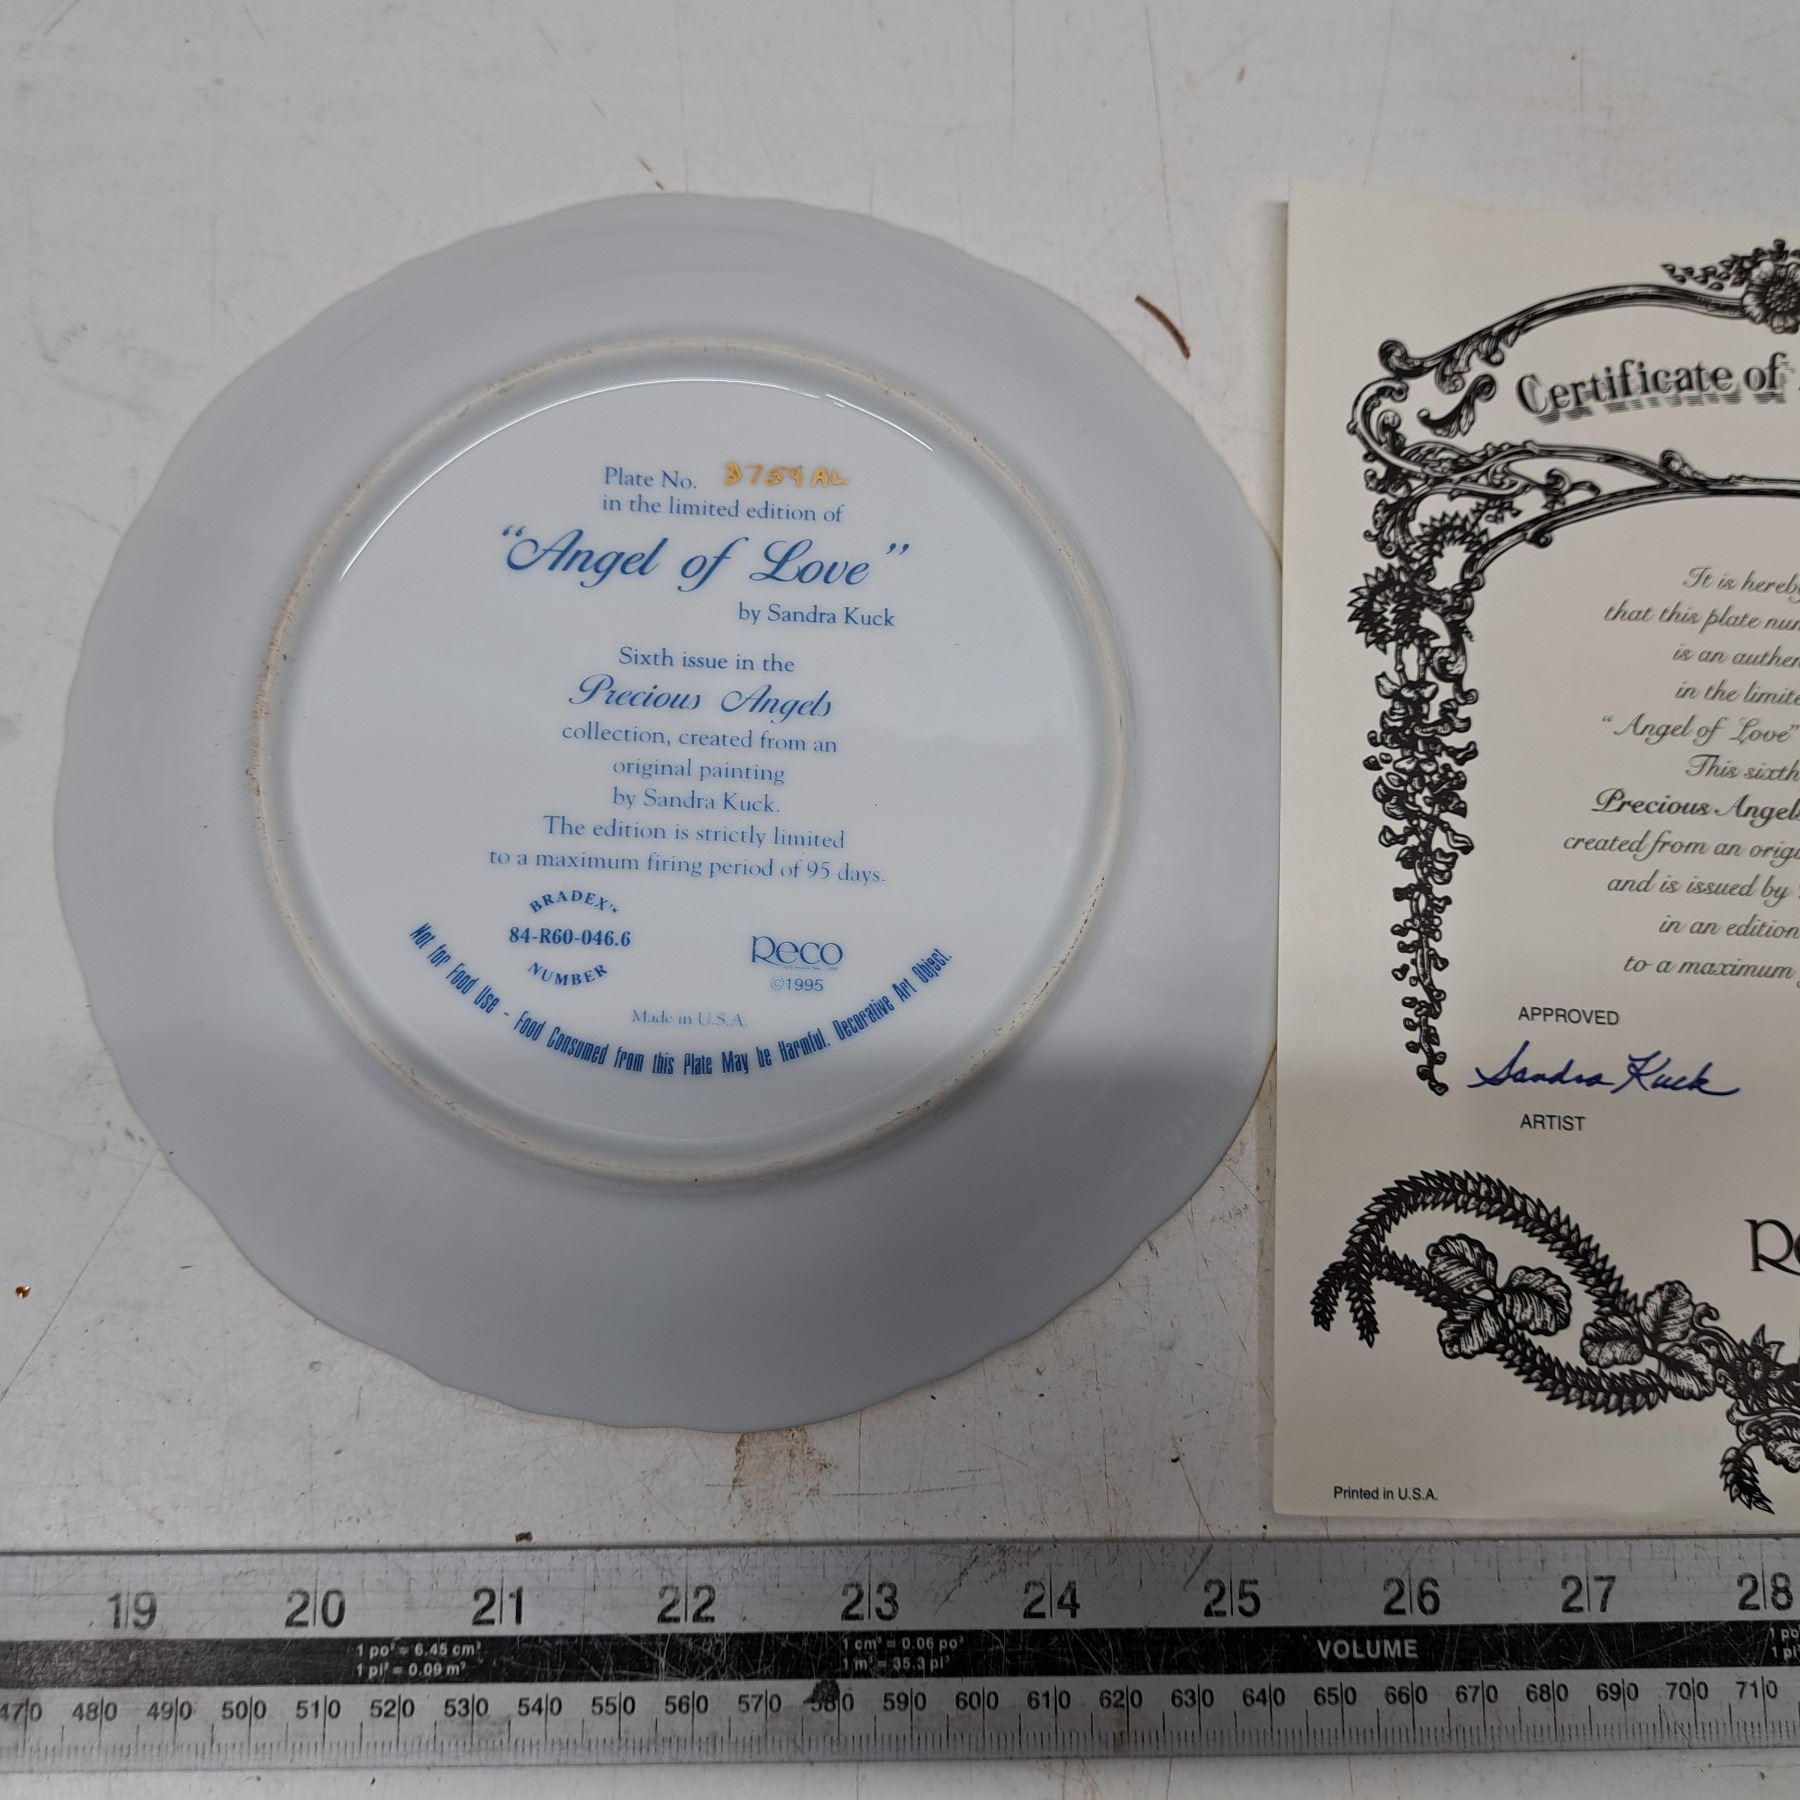 Plate No. 3759AL
in the limited edition of
"Angel of Love"
by Sandra Kuck
Sixth issue in the
Precious Angels
collection, created from an
original painting
by Sandra Kuck.
The edition is strictly limited
to a maximum firing period of 95 days.
BRADEX™
84-R60-046.6
NUMBER
Reco
©1995
Made in U.S.A.
Not for Food Use - Food Consumed from this Plate May be Harmful. Decorative Art Object.
Certificate of
It is hereby
that this plate
is an
in the
"Angel of Love"
This sixth
Precious Angels
created from an
and is issued by
in an edition
to a maximum
APPROVED
Sandra Kuck
ARTIST
Printed in U.S.A.
19 20 21 22 23 24 25 26 27 28
1 po² = 6.45 cm²
1 pi² = 0.09 m²
1 cm³ = 0.06 po³
1 m³ = 35.3 pi³
VOLUME
470 480 490 500 510 520 530 540 550 560 570 580 590 600 610 620 630 640 650 660 670 680 690 700 710